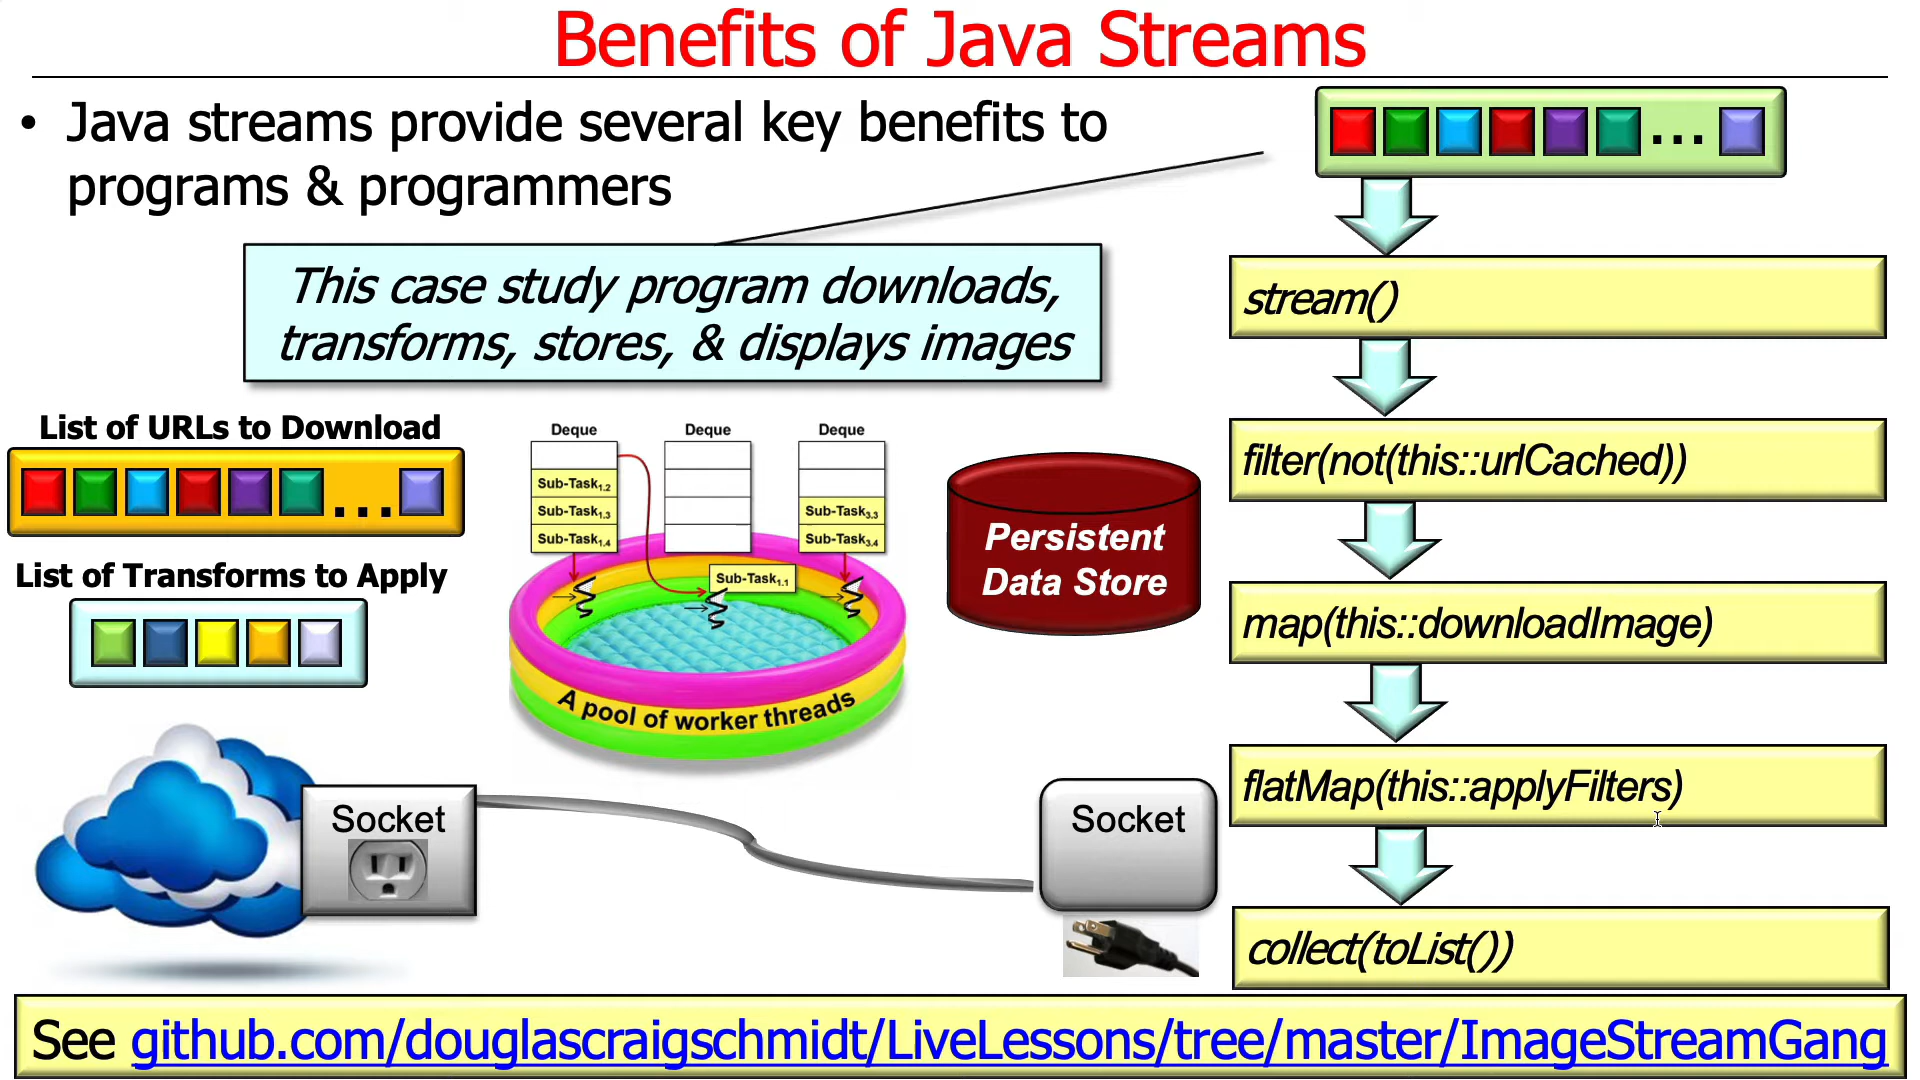 Benefits of Java Streams
• Java streams provide several key benefits to
programs & programmers
This case study program downloads,
transforms, stores, & displays images
List of URLs to Download
...
List of Transforms to Apply
Deque
Sub-Task1.2
Sub-Task1.3
Sub-Task1.4
Deque
Deque
Sub-Task3.3
Sub-Task3.4
Sub-Task1.1
A pool of worker threads
Persistent
Data Store
Socket
Socket
...
stream()
filter(not(this::urlCached))
map(this::downloadImage)
flatMap(this::applyFilters)
collect(toList())
See github.com/douglascraigschmidt/LiveLessons/tree/master/ImageStreamGang